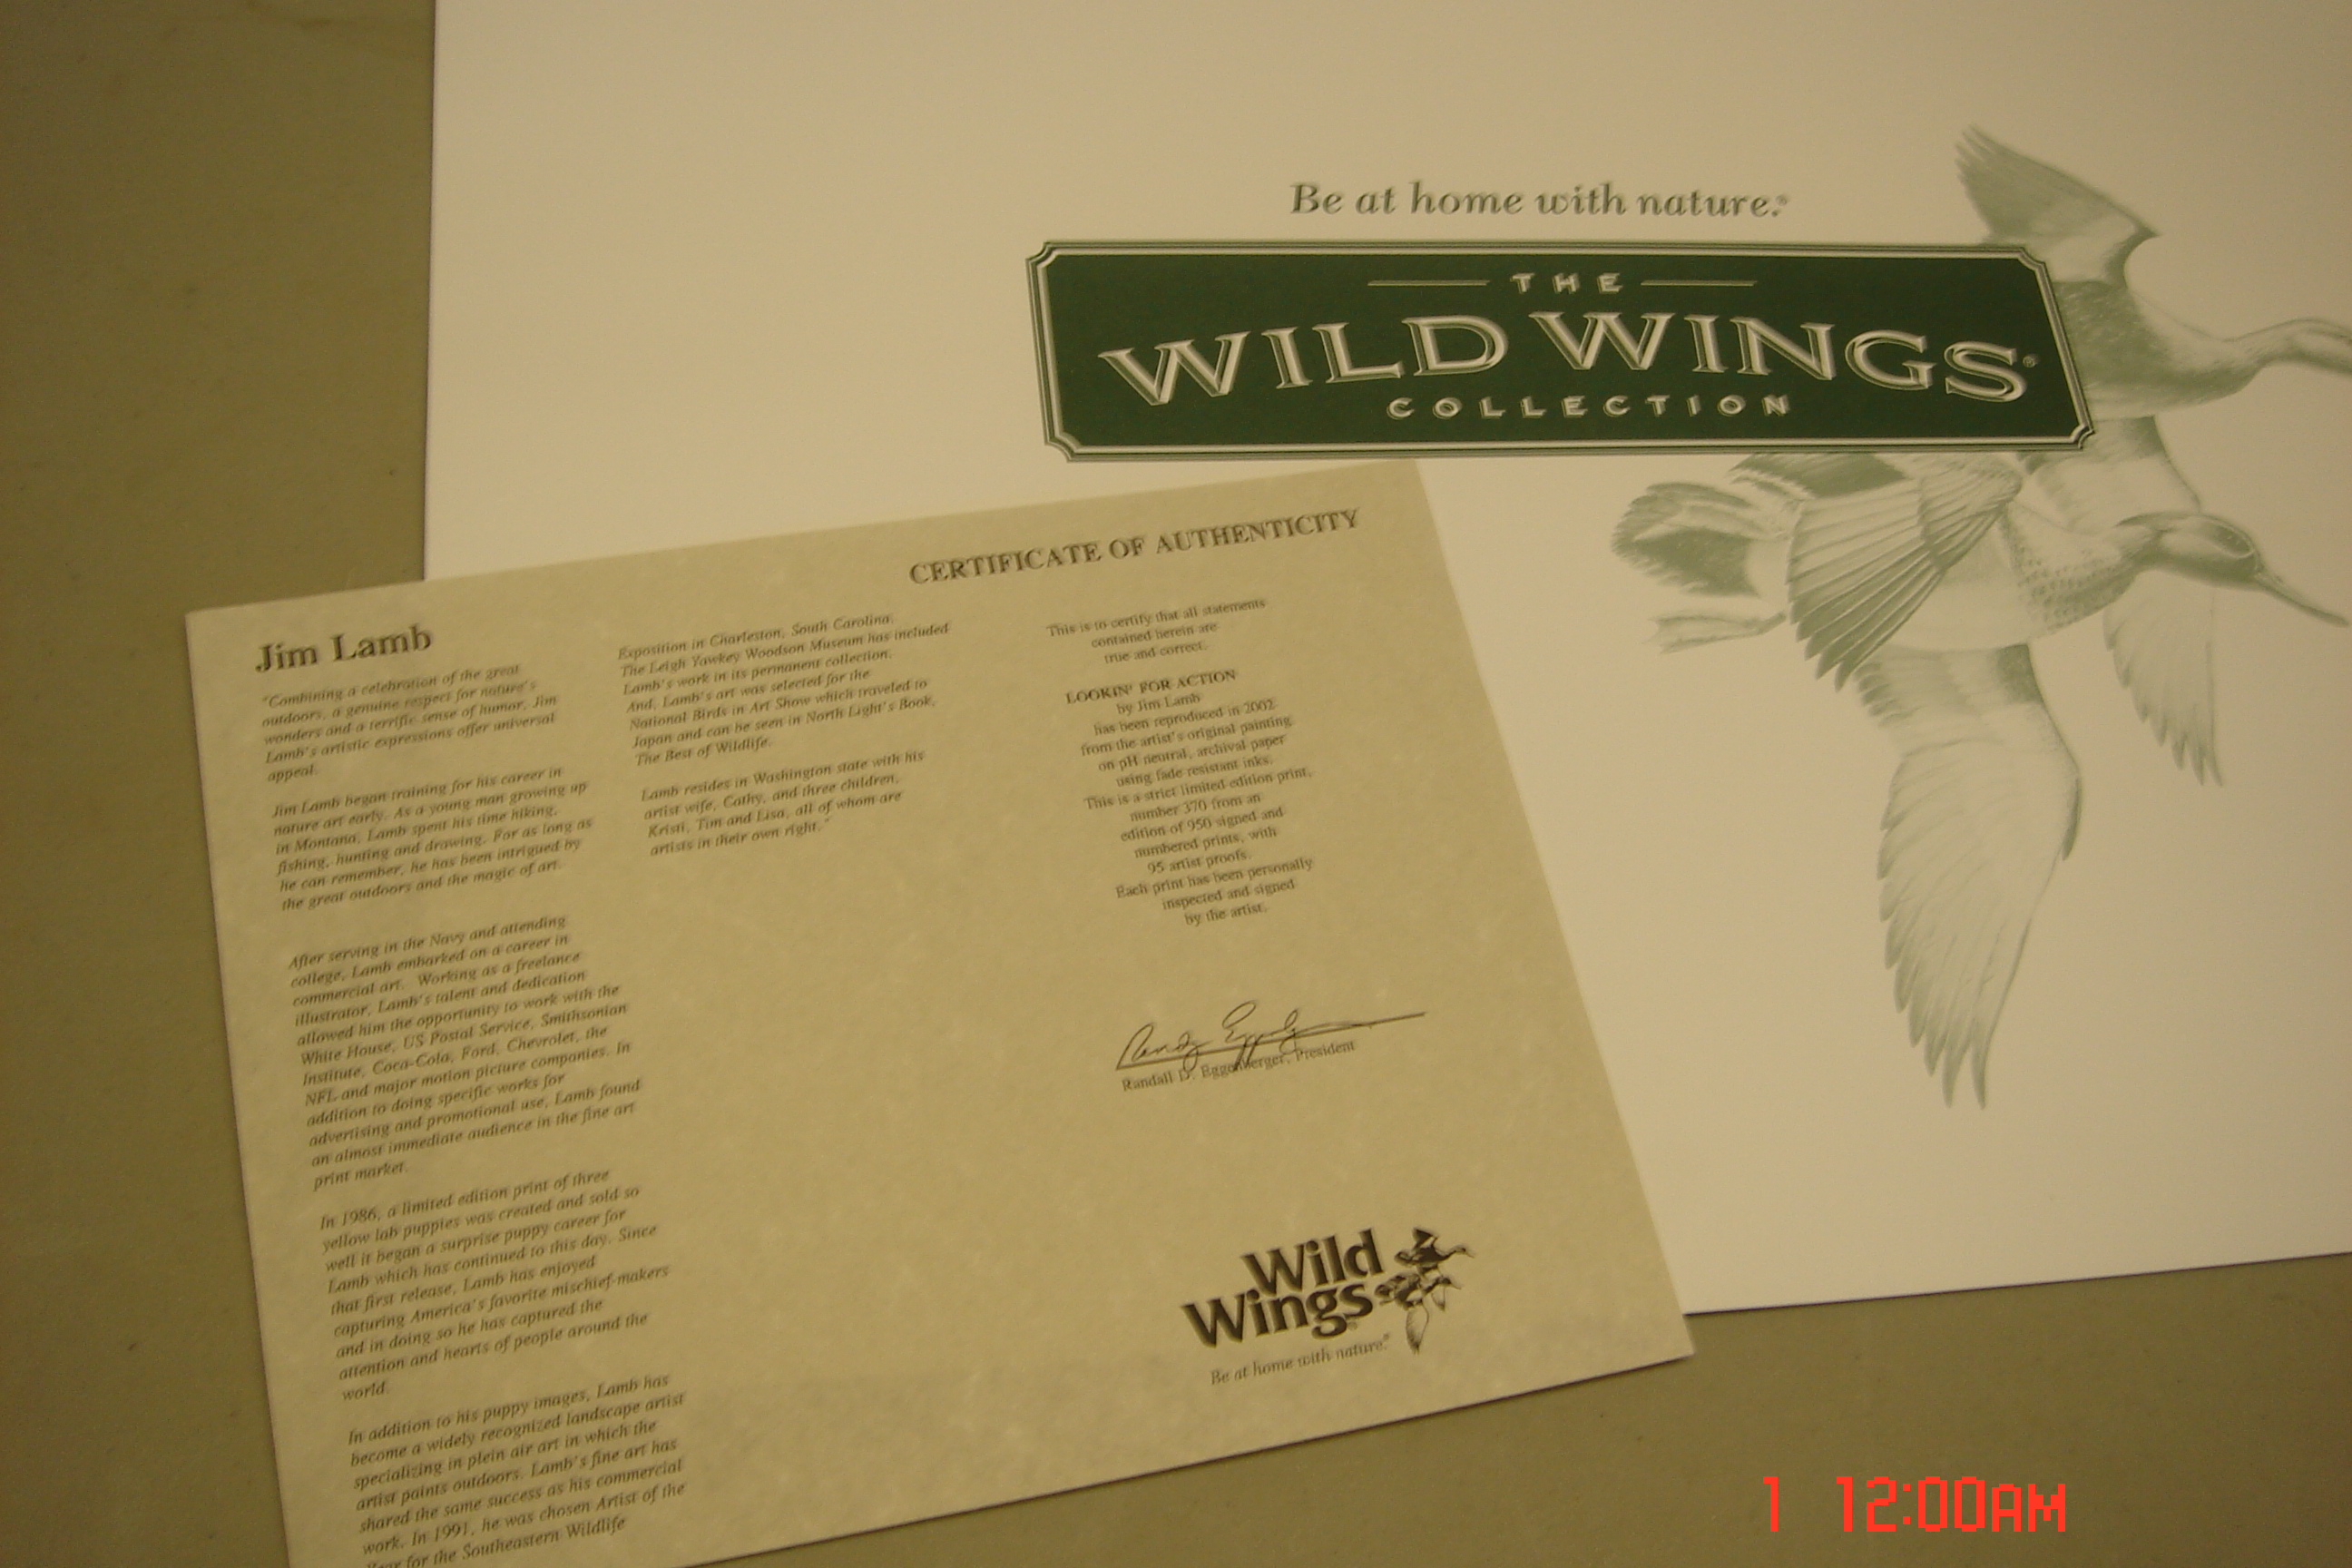 Be at home with nature.®
THE
WILD WINGS®
COLLECTION
CERTIFICATE OF AUTHENTICITY
Jim Lamb
"Combining a celebration of the great
outdoors, a genuine respect for nature's
wonders and a terrific sense of humor, Jim
Lamb's artistic expressions offer universal
appeal.
Jim Lamb began training for his career in
nature art early. As a young man growing up
in Montana, Lamb spent his time hiking,
fishing, hunting and drawing. For as long as
he can remember, he has been intrigued by
the great outdoors and the magic of art.
After serving in the Navy and attending
college, Lamb embarked on a career in
commercial art. Working as a freelance
illustrator, Lamb's talent and dedication
allowed him the opportunity to work with the
White House, US Postal Service, Smithsonian
Institute, Coca-Cola, Ford, Chevrolet, the
NFL and major motion picture companies. In
addition to doing specific works for
advertising and promotional use, Lamb found
an almost immediate audience in the fine art
print market.
In 1986, a limited edition print of three
yellow lab puppies was created and sold so
well it began a surprise puppy career for
Lamb which has continued to this day. Since
that first release, Lamb has enjoyed
capturing America's favorite mischief-makers
and in doing so he has captured the
attention and hearts of people around the
world.
In addition to his puppy images, Lamb has
become a widely recognized landscape artist
specializing in plein air art in which the
artist paints outdoors. Lamb's fine art has
shared the same success as his commercial
work. In 1991, he was chosen Artist of the
Year for the Southeastern Wildlife
Exposition in Charleston, South Carolina.
The Leigh Yawkey Woodson Museum has included
Lamb's work in its permanent collection.
And, Lamb's art was selected for the
National Birds in Art Show which traveled to
Japan and can be seen in North Light's Book,
The Best of Wildlife.
Lamb resides in Washington state with his
artist wife, Cathy, and three children,
Kristi, Tim and Lisa, all of whom are
artists in their own right."
This is to certify that all statements
contained herein are
true and correct.
LOOKIN' FOR ACTION
by Jim Lamb
has been reproduced in 2002
from the artist's original painting
on pH neutral, archival paper
using fade resistant inks.
This is a strict limited edition print,
number 370 from an
edition of 950 signed and
numbered prints, with
95 artist proofs.
Each print has been personally
inspected and signed
by the artist.
Randall D. Eggenberger, President
Wild
Wings®
Be at home with nature.®
1 12:00AM